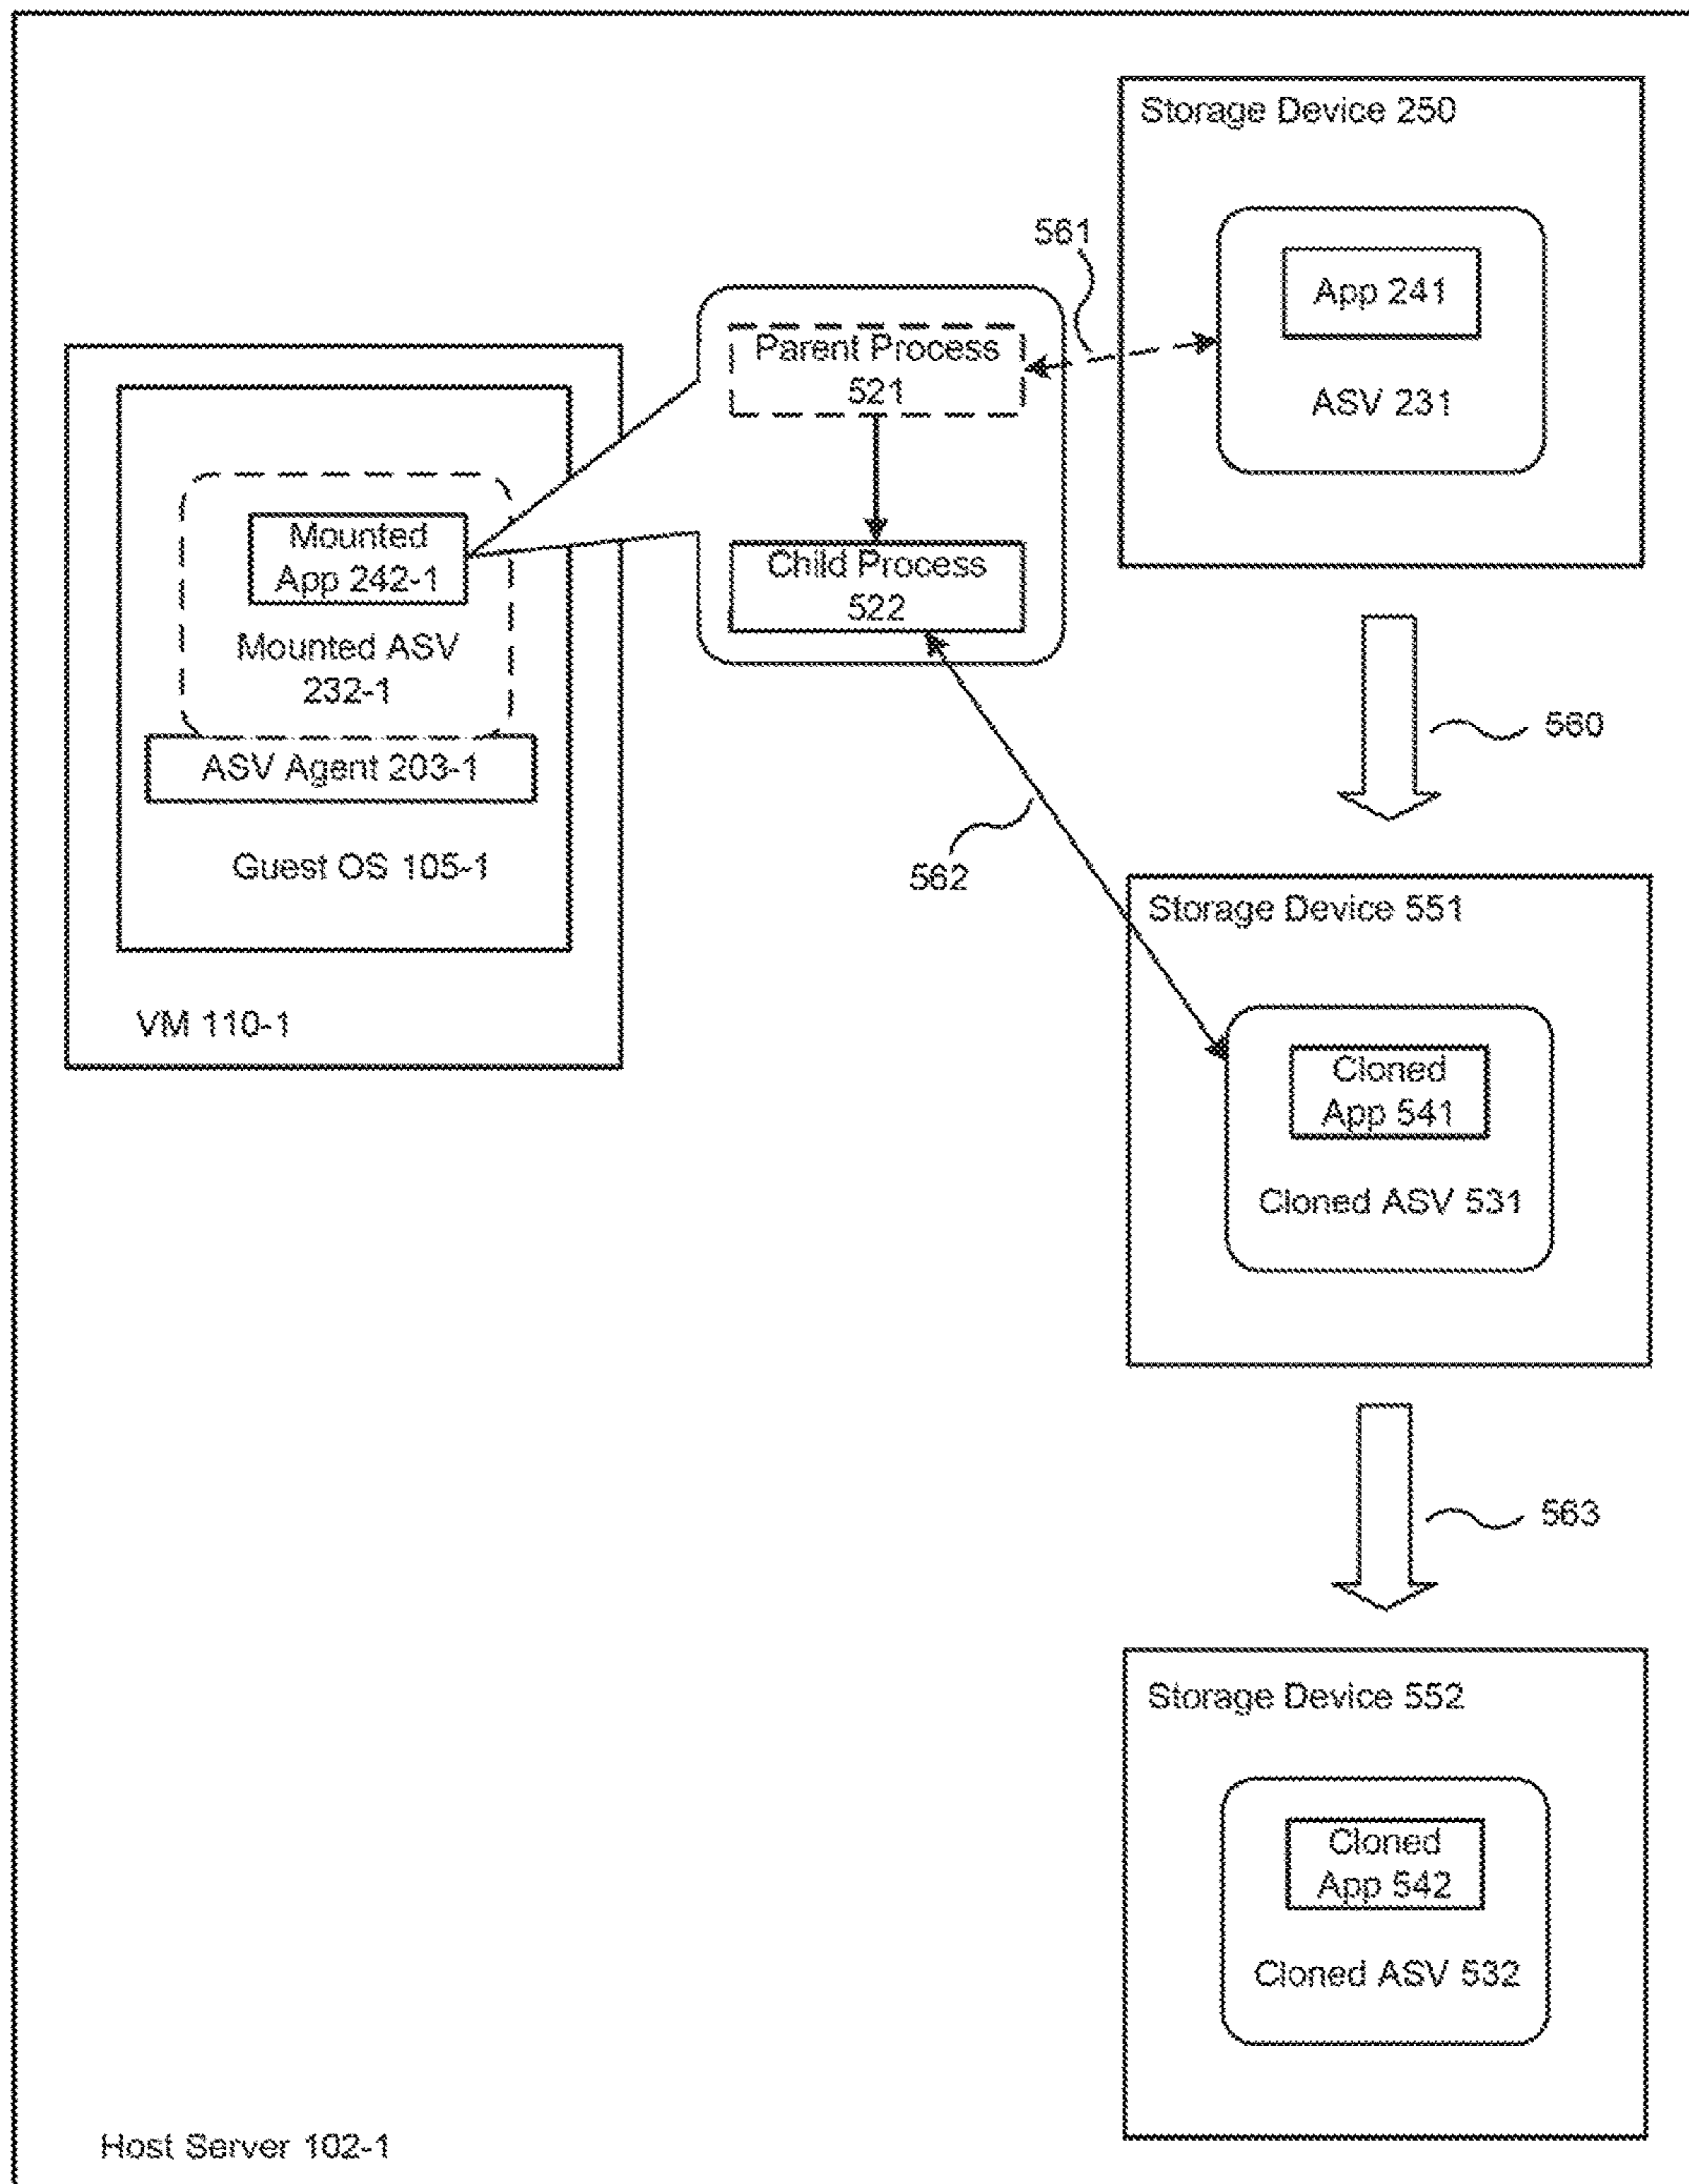 Storage Device 250
561
App 241
ASV 231
Parent Process
521
Child Process
522
Mounted
App 242-1
Mounted ASV
232-1
ASV Agent 203-1
Guest OS 105-1
VM 110-1
560
562
Storage Device 551
Cloned
App 541
Cloned ASV 531
563
Storage Device 552
Cloned
App 542
Cloned ASV 532
Host Server 102-1